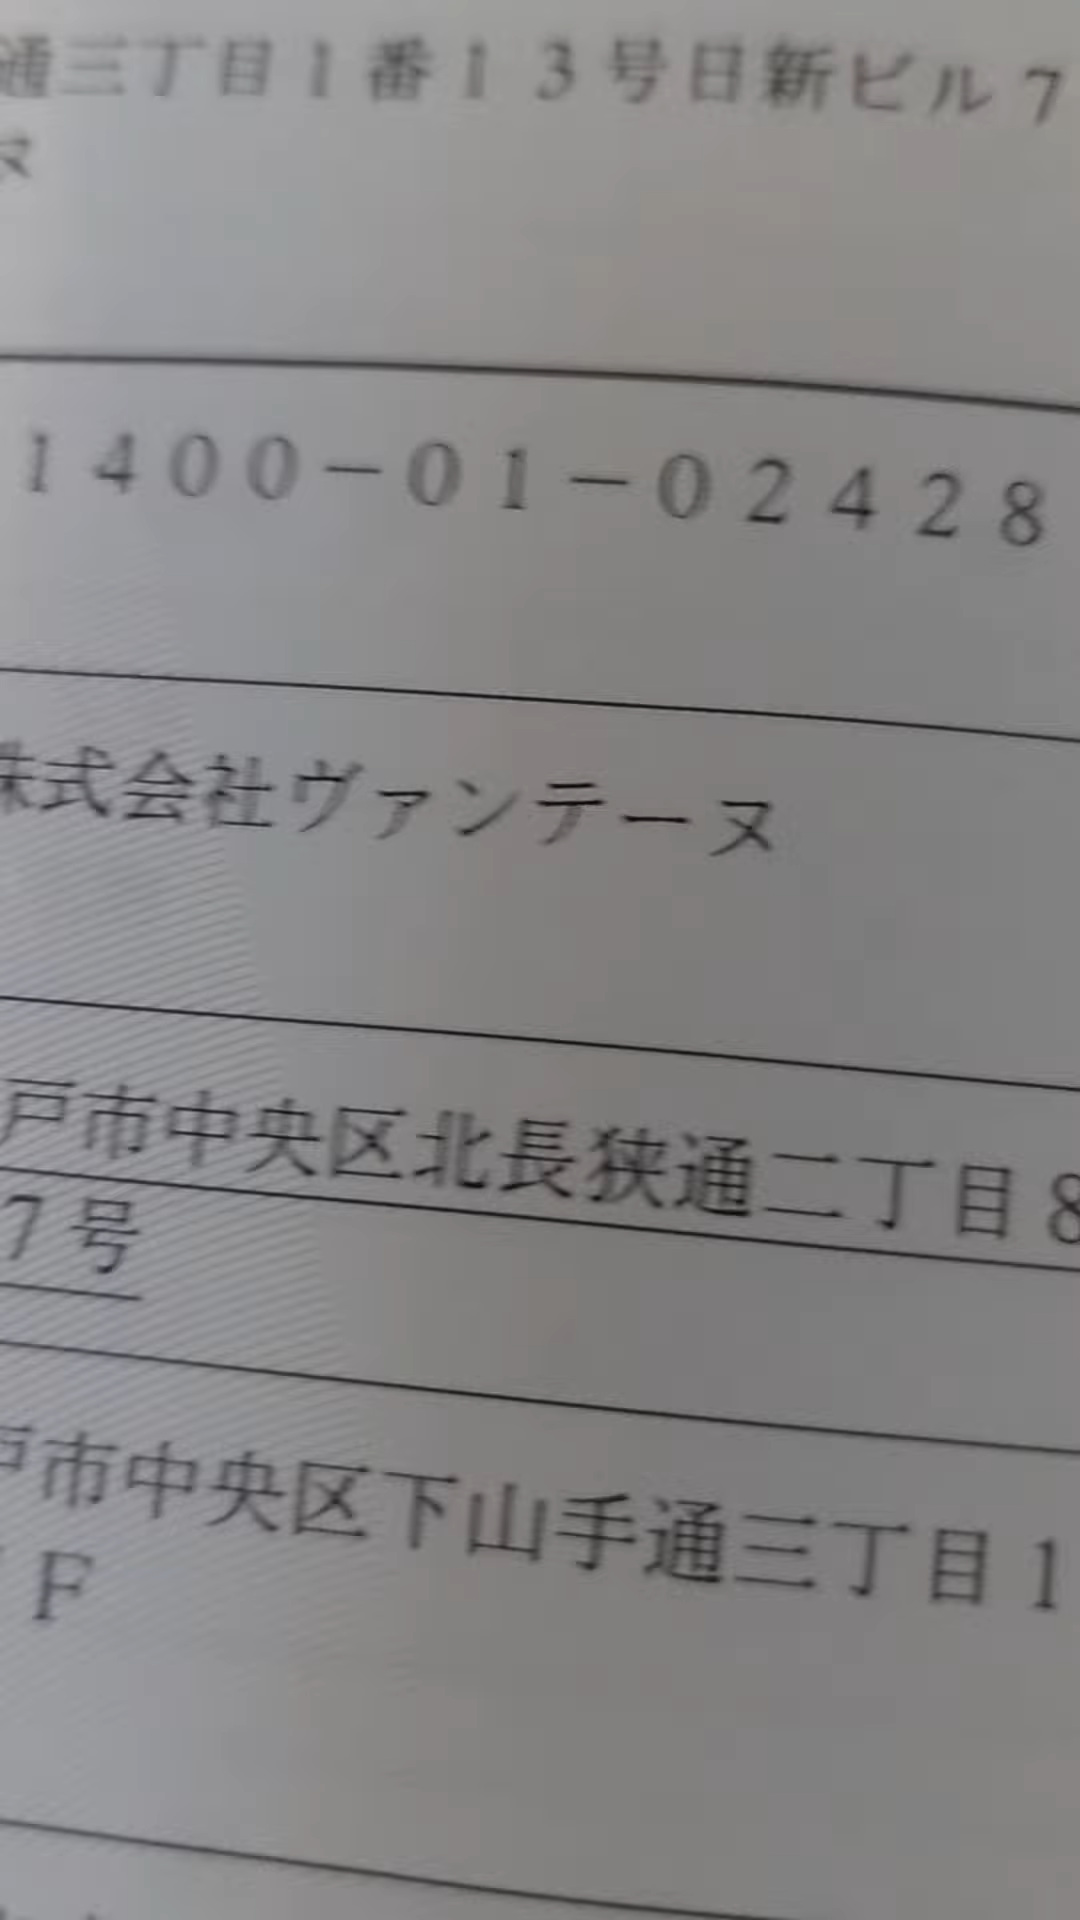 通三丁目1番13号日新ビル7
ヌ
1400-01-02428
株式会社ヴァンテーヌ
戸市中央区北長狭通二丁目8
7号
戸市中央区下山手通三丁目1
F